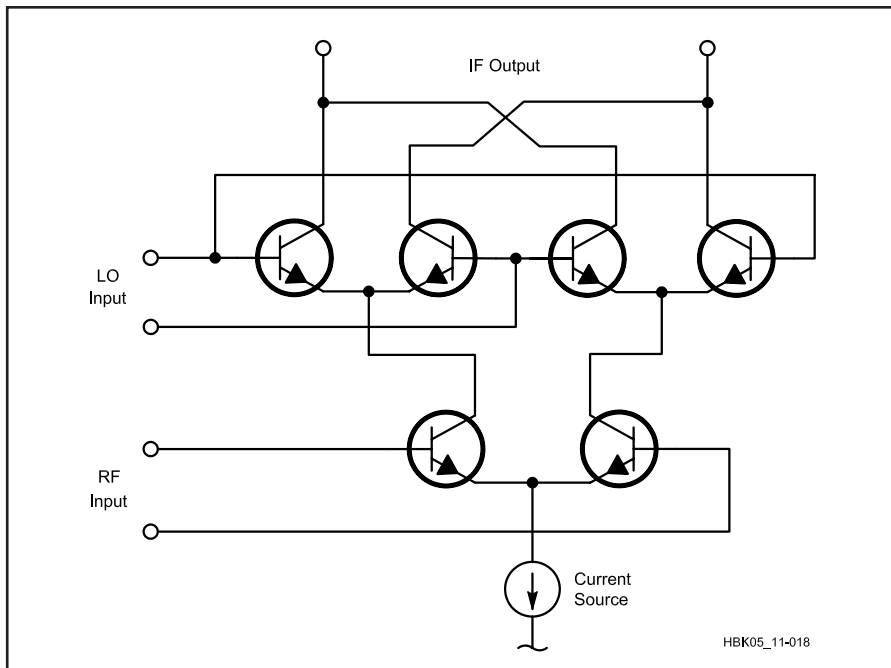 IF Output
LO
Input
RF
Input
Current
Source
HBK05_11-018